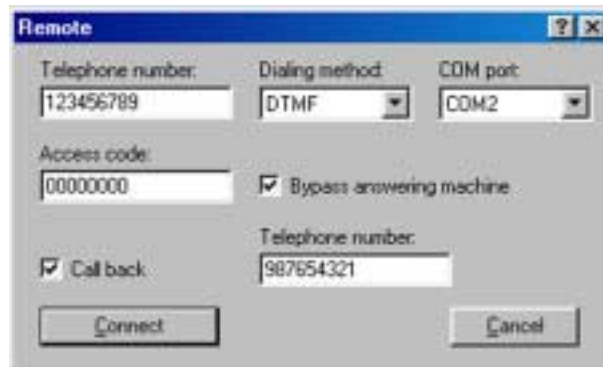 Remote
Telephone number: Dialing method: COM port:
123456789 DTMF COM2
Access code:
00000000 Bypass answering machine
Telephone number:
Call back 987654321
Connect Cancel